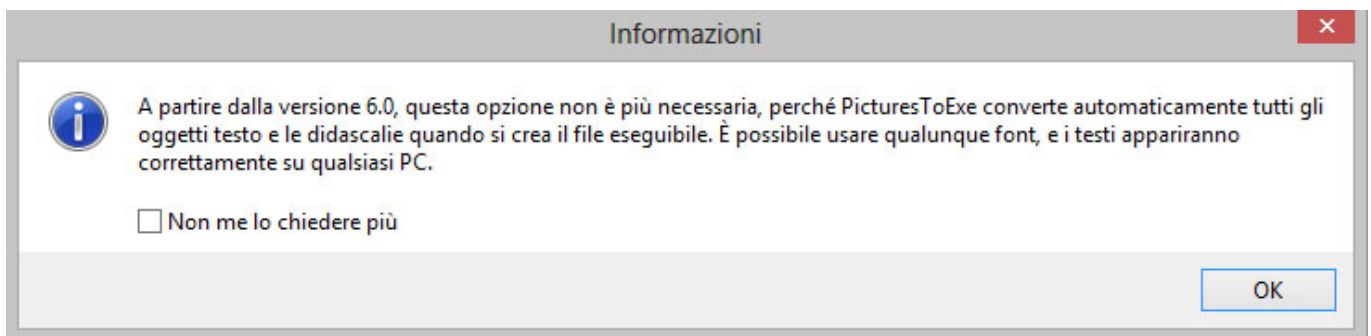 Informazioni
A partire dalla versione 6.0, questa opzione non è più necessaria, perché PicturesToExe converte automaticamente tutti gli
oggetti testo e le didascalie quando si crea il file eseguibile. È possibile usare qualunque font, e i testi appariranno
correttamente su qualsiasi PC.
Non me lo chiedere più
OK